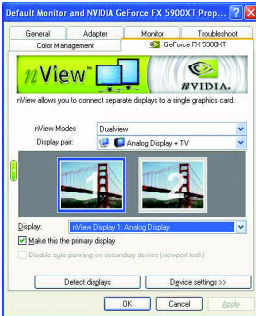 Default Monitor and NVIDIA GeForce FX 5900XT Prop...
General Adapter Monitor Troubleshoot
Color Management GeForce FX 5900XT
nView™
NVIDIA.
nView allows you to connect separate displays to a single graphics card.
nView Modes Dualview
Display pair: Analog Display + TV
1 2
Display: nView Display 1: Analog Display
Make this the primary display
Disable auto panning on secondary device (viewport lock)
Detect displays Device settings >>
OK Cancel Apply